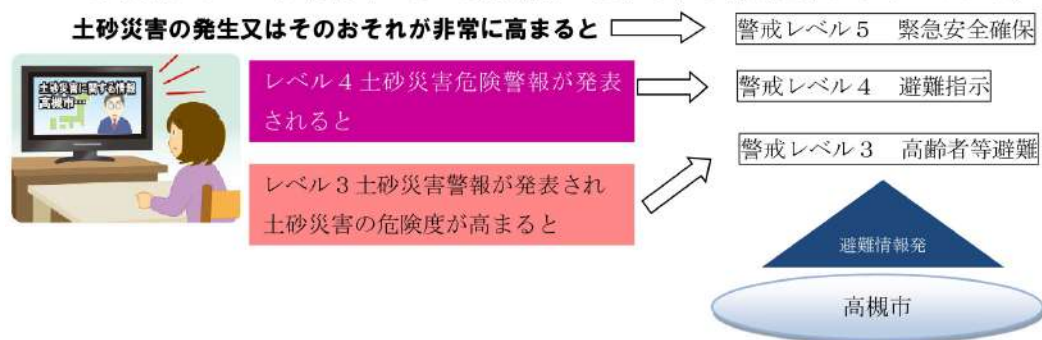 土砂災害の発生又はそのおそれが非常に高まると
警戒レベル5 緊急安全確保
土砂災害に関する情報
高槻市…
レベル4土砂災害危険警報が発表
されると
警戒レベル4 避難指示
レベル3土砂災害警報が発表され
土砂災害の危険度が高まると
警戒レベル3 高齢者等避難
避難情報発
高槻市